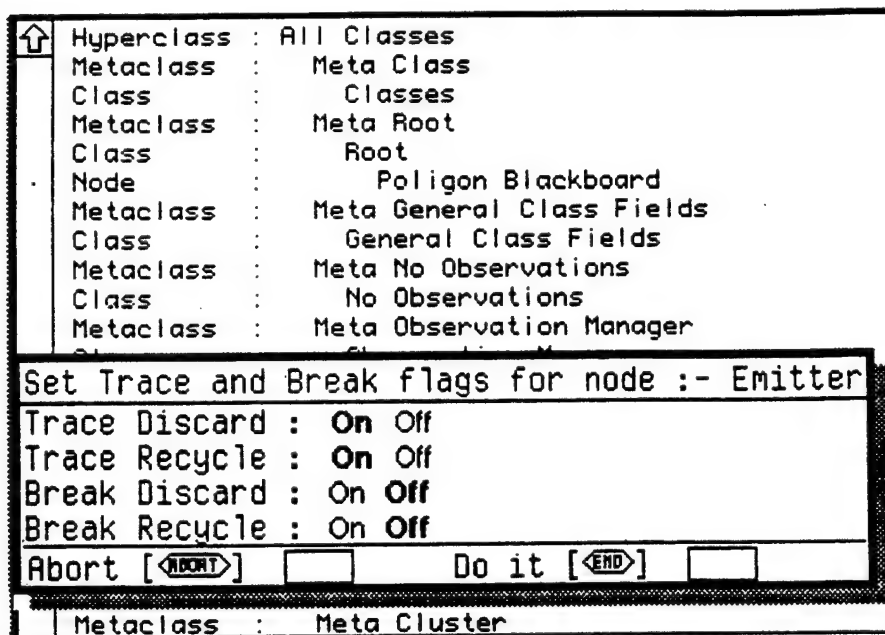 Hyperclass : All Classes
Metaclass : Meta Class
Class : Classes
Metaclass : Meta Root
Class : Root
Node : Poligon Blackboard
Metaclass : Meta General Class Fields
Class : General Class Fields
Metaclass : Meta No Observations
Class : No Observations
Metaclass : Meta Observation Manager
Set Trace and Break flags for node :- Emitter
Trace Discard : On Off
Trace Recycle : On Off
Break Discard : On Off
Break Recycle : On Off
Abort [<ABORT>] Do it [<END>]
Metaclass : Meta Cluster